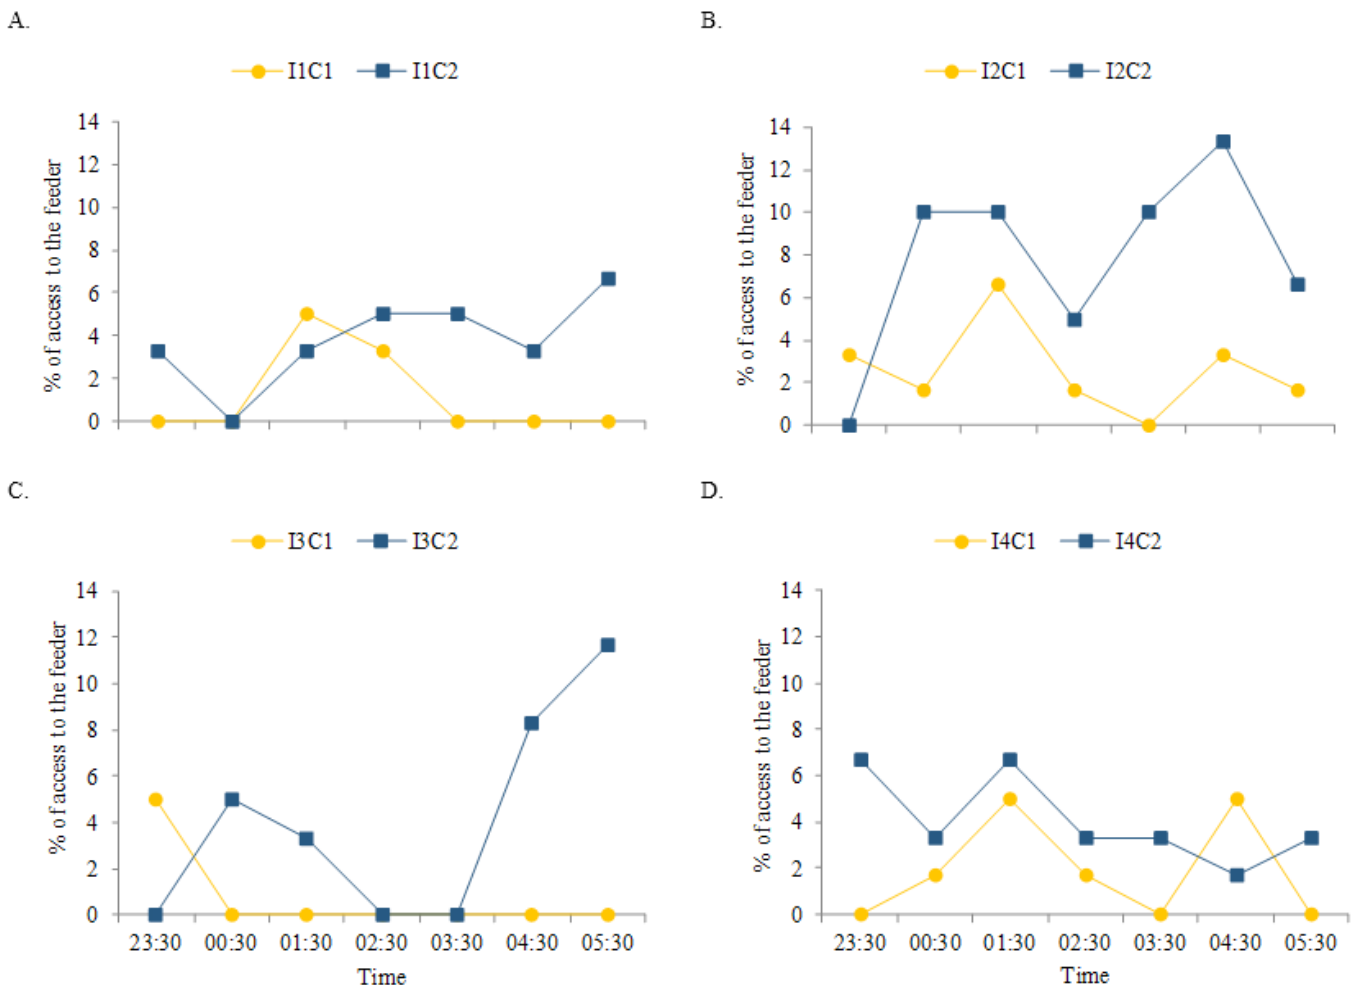 A.
I1C1 I1C2
% of access to the feeder
14
12
10
8
6
4
2
0
B.
I2C1 I2C2
% of access to the feeder
14
12
10
8
6
4
2
0
C.
I3C1 I3C2
% of access to the feeder
14
12
10
8
6
4
2
0
23:30 00:30 01:30 02:30 03:30 04:30 05:30
Time
D.
I4C1 I4C2
% of access to the feeder
14
12
10
8
6
4
2
0
23:30 00:30 01:30 02:30 03:30 04:30 05:30
Time